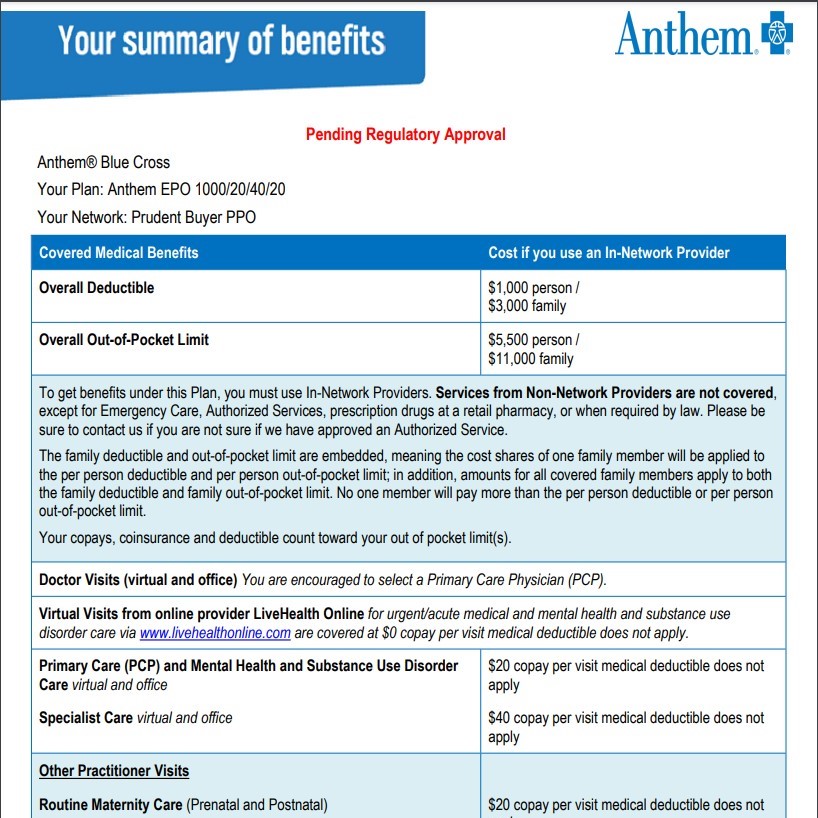 Your summary of benefits
Anthem
Pending Regulatory Approval
Anthem® Blue Cross
Your Plan: Anthem EPO 1000/20/40/20
Your Network: Prudent Buyer PPO
Covered Medical Benefits
Cost if you use an In-Network Provider
Overall Deductible
$1,000 person /
$3,000 family
Overall Out-of-Pocket Limit
$5,500 person /
$11,000 family
To get benefits under this Plan, you must use In-Network Providers. Services from Non-Network Providers are not covered,
except for Emergency Care, Authorized Services, prescription drugs at a retail pharmacy, or when required by law. Please be
sure to contact us if you are not sure if we have approved an Authorized Service.
The family deductible and out-of-pocket limit are embedded, meaning the cost shares of one family member will be applied to
the per person deductible and per person out-of-pocket limit; in addition, amounts for all covered family members apply to both
the family deductible and family out-of-pocket limit. No one member will pay more than the per person deductible or per person
out-of-pocket limit.
Your copays, coinsurance and deductible count toward your out of pocket limit(s).
Doctor Visits (virtual and office) You are encouraged to select a Primary Care Physician (PCP).
Virtual Visits from online provider LiveHealth Online for urgent/acute medical and mental health and substance use
disorder care via www.livehealthonline.com are covered at $0 copay per visit medical deductible does not apply.
Primary Care (PCP) and Mental Health and Substance Use Disorder
Care virtual and office
$20 copay per visit medical deductible does not
apply
Specialist Care virtual and office
$40 copay per visit medical deductible does not
apply
Other Practitioner Visits
Routine Maternity Care (Prenatal and Postnatal)
$20 copay per visit medical deductible does not